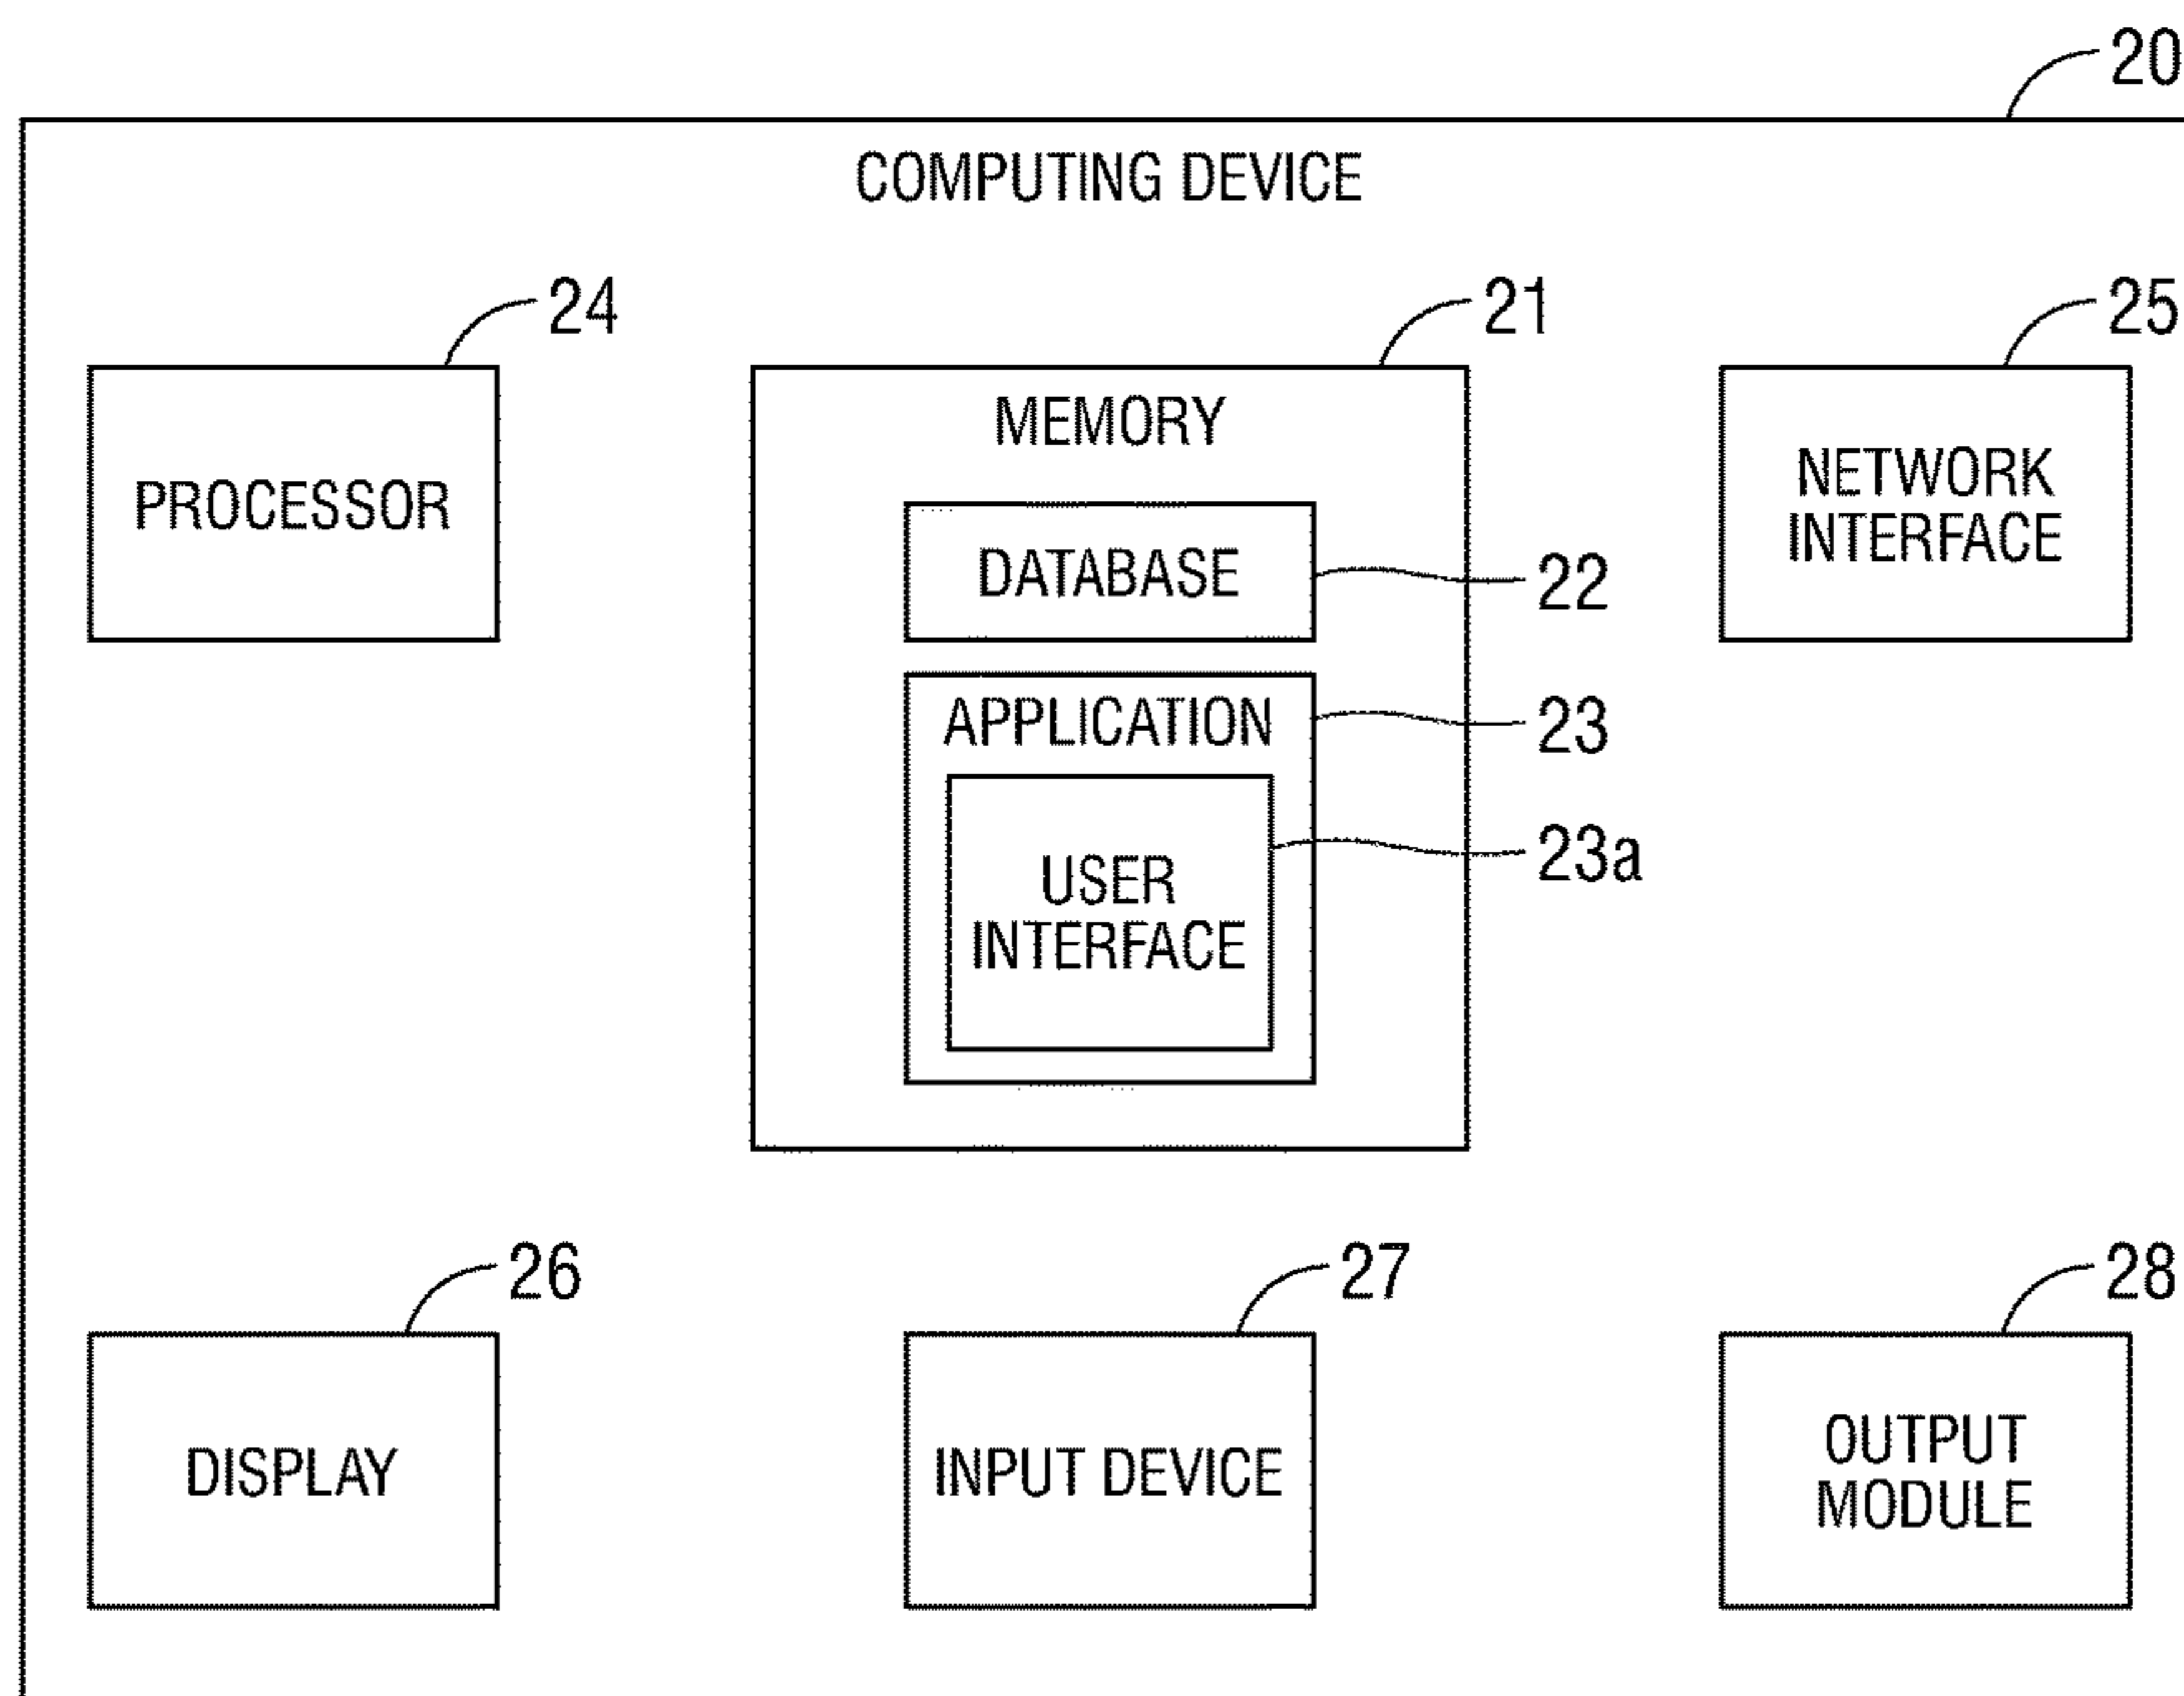 20
COMPUTING DEVICE
24
21
25
PROCESSOR
MEMORY
NETWORK
INTERFACE
DATABASE
22
APPLICATION
23
USER
INTERFACE
23a
26
27
28
DISPLAY
INPUT DEVICE
OUTPUT
MODULE